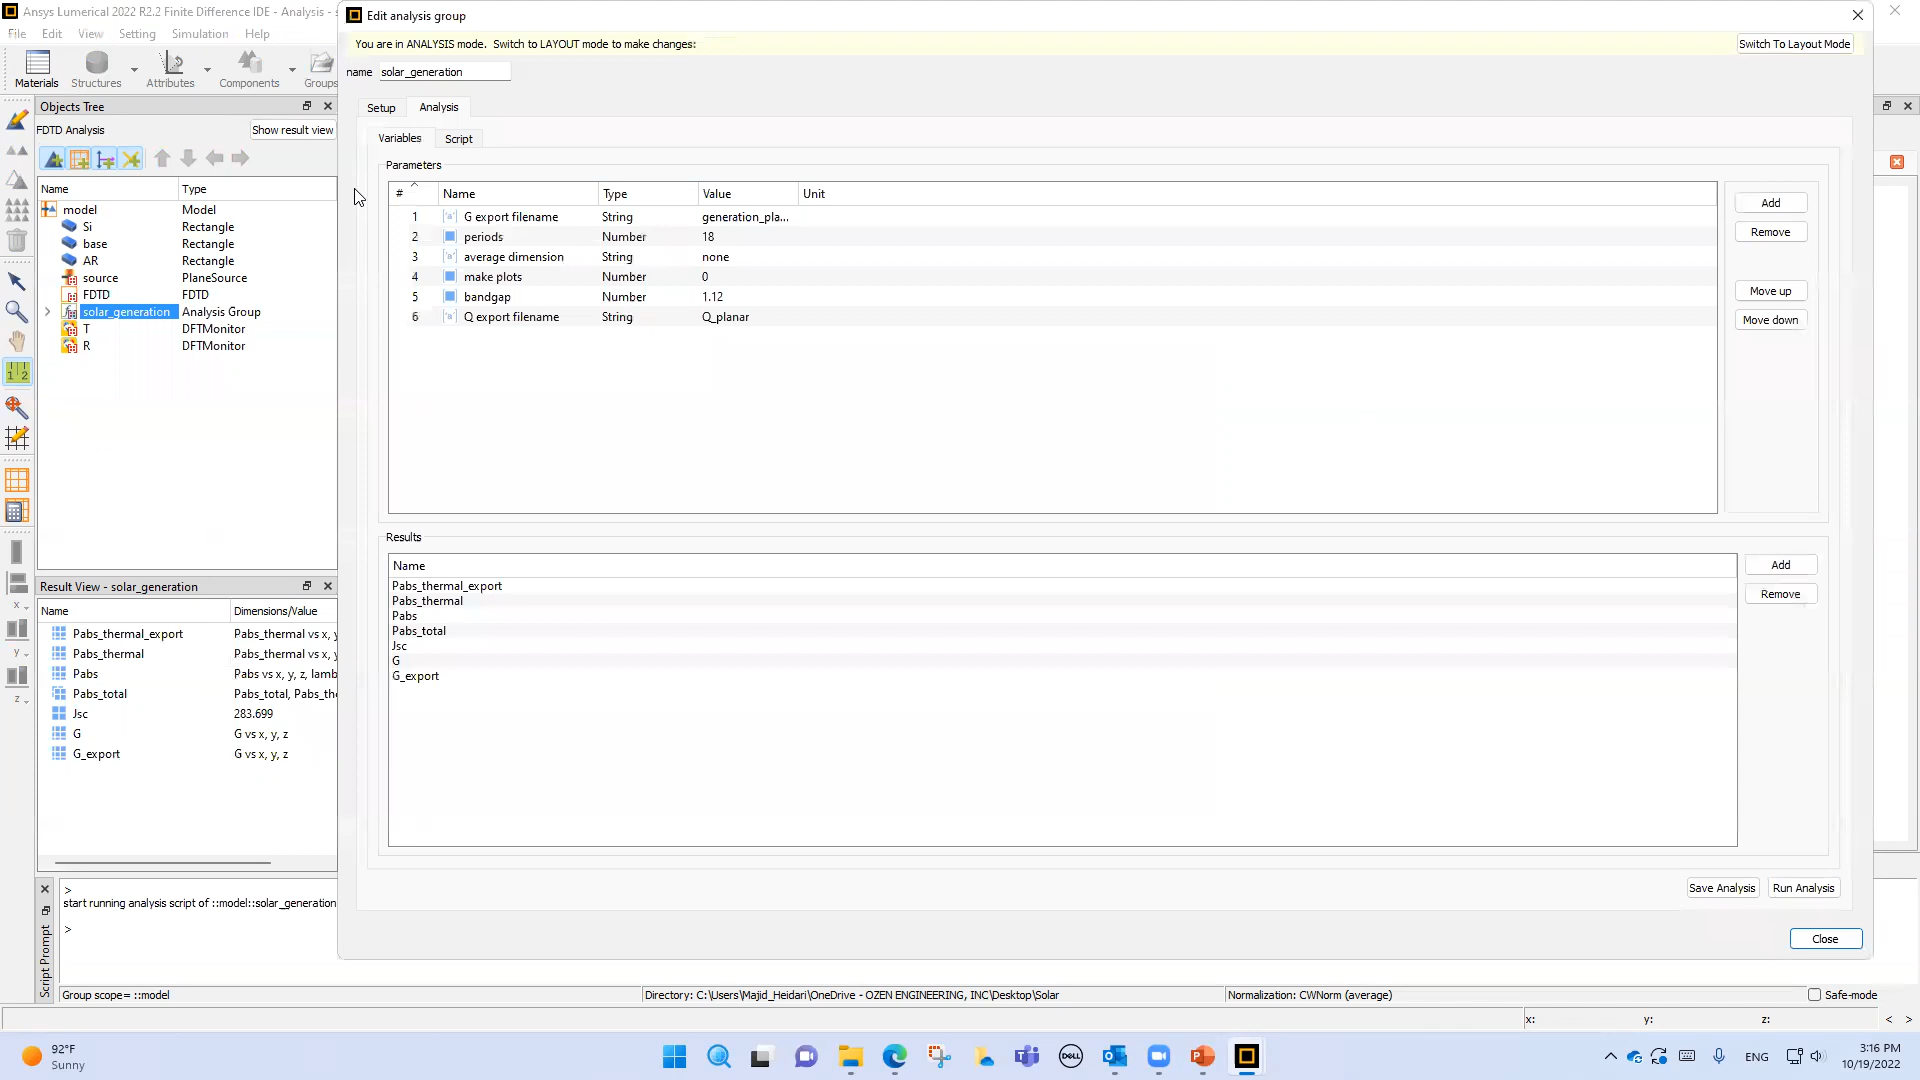 Ansys Lumerical 2022 R2.2 Finite Difference IDE - Analysis - s
File Edit View Setting Simulation Help
Materials Structures Attributes Components Groups
Objects Tree
FDTD Analysis
Show result view
Name Type
model Model
Si Rectangle
base Rectangle
AR Rectangle
source PlaneSource
FDTD FDTD
solar_generation Analysis Group
T DFTMonitor
R DFTMonitor
Result View - solar_generation
Name Dimensions/Value
Pabs_thermal_export Pabs_thermal vs x, y
Pabs_thermal Pabs_thermal vs x, y
Pabs Pabs vs x, y, z, lamb
Pabs_total Pabs_total, Pabs_the
Jsc 283.699
G G vs x, y, z
G_export G vs x, y, z
Script Prompt
>
start running analysis script of ::model::solar_generation
>
Edit analysis group
You are in ANALYSIS mode. Switch to LAYOUT mode to make changes:
Switch To Layout Mode
name solar_generation
Setup Analysis
Variables Script
Parameters
# Name Type Value Unit
1 G export filename String generation_pla...
2 periods Number 18
3 average dimension String none
4 make plots Number 0
5 bandgap Number 1.12
6 Q export filename String Q_planar
Add
Remove
Move up
Move down
Results
Name
Pabs_thermal_export
Pabs_thermal
Pabs
Pabs_total
Jsc
G
G_export
Add
Remove
Save Analysis Run Analysis
Close
Group scope= ::model
Directory: C:\Users\Majid_Heidari\OneDrive - OZEN ENGINEERING, INC\Desktop\Solar
Normalization: CWNorm (average)
Safe-mode
x: y: z: < >
x
y
z
1 2
92°F
Sunny
DELL
ENG
3:16 PM
10/19/2022